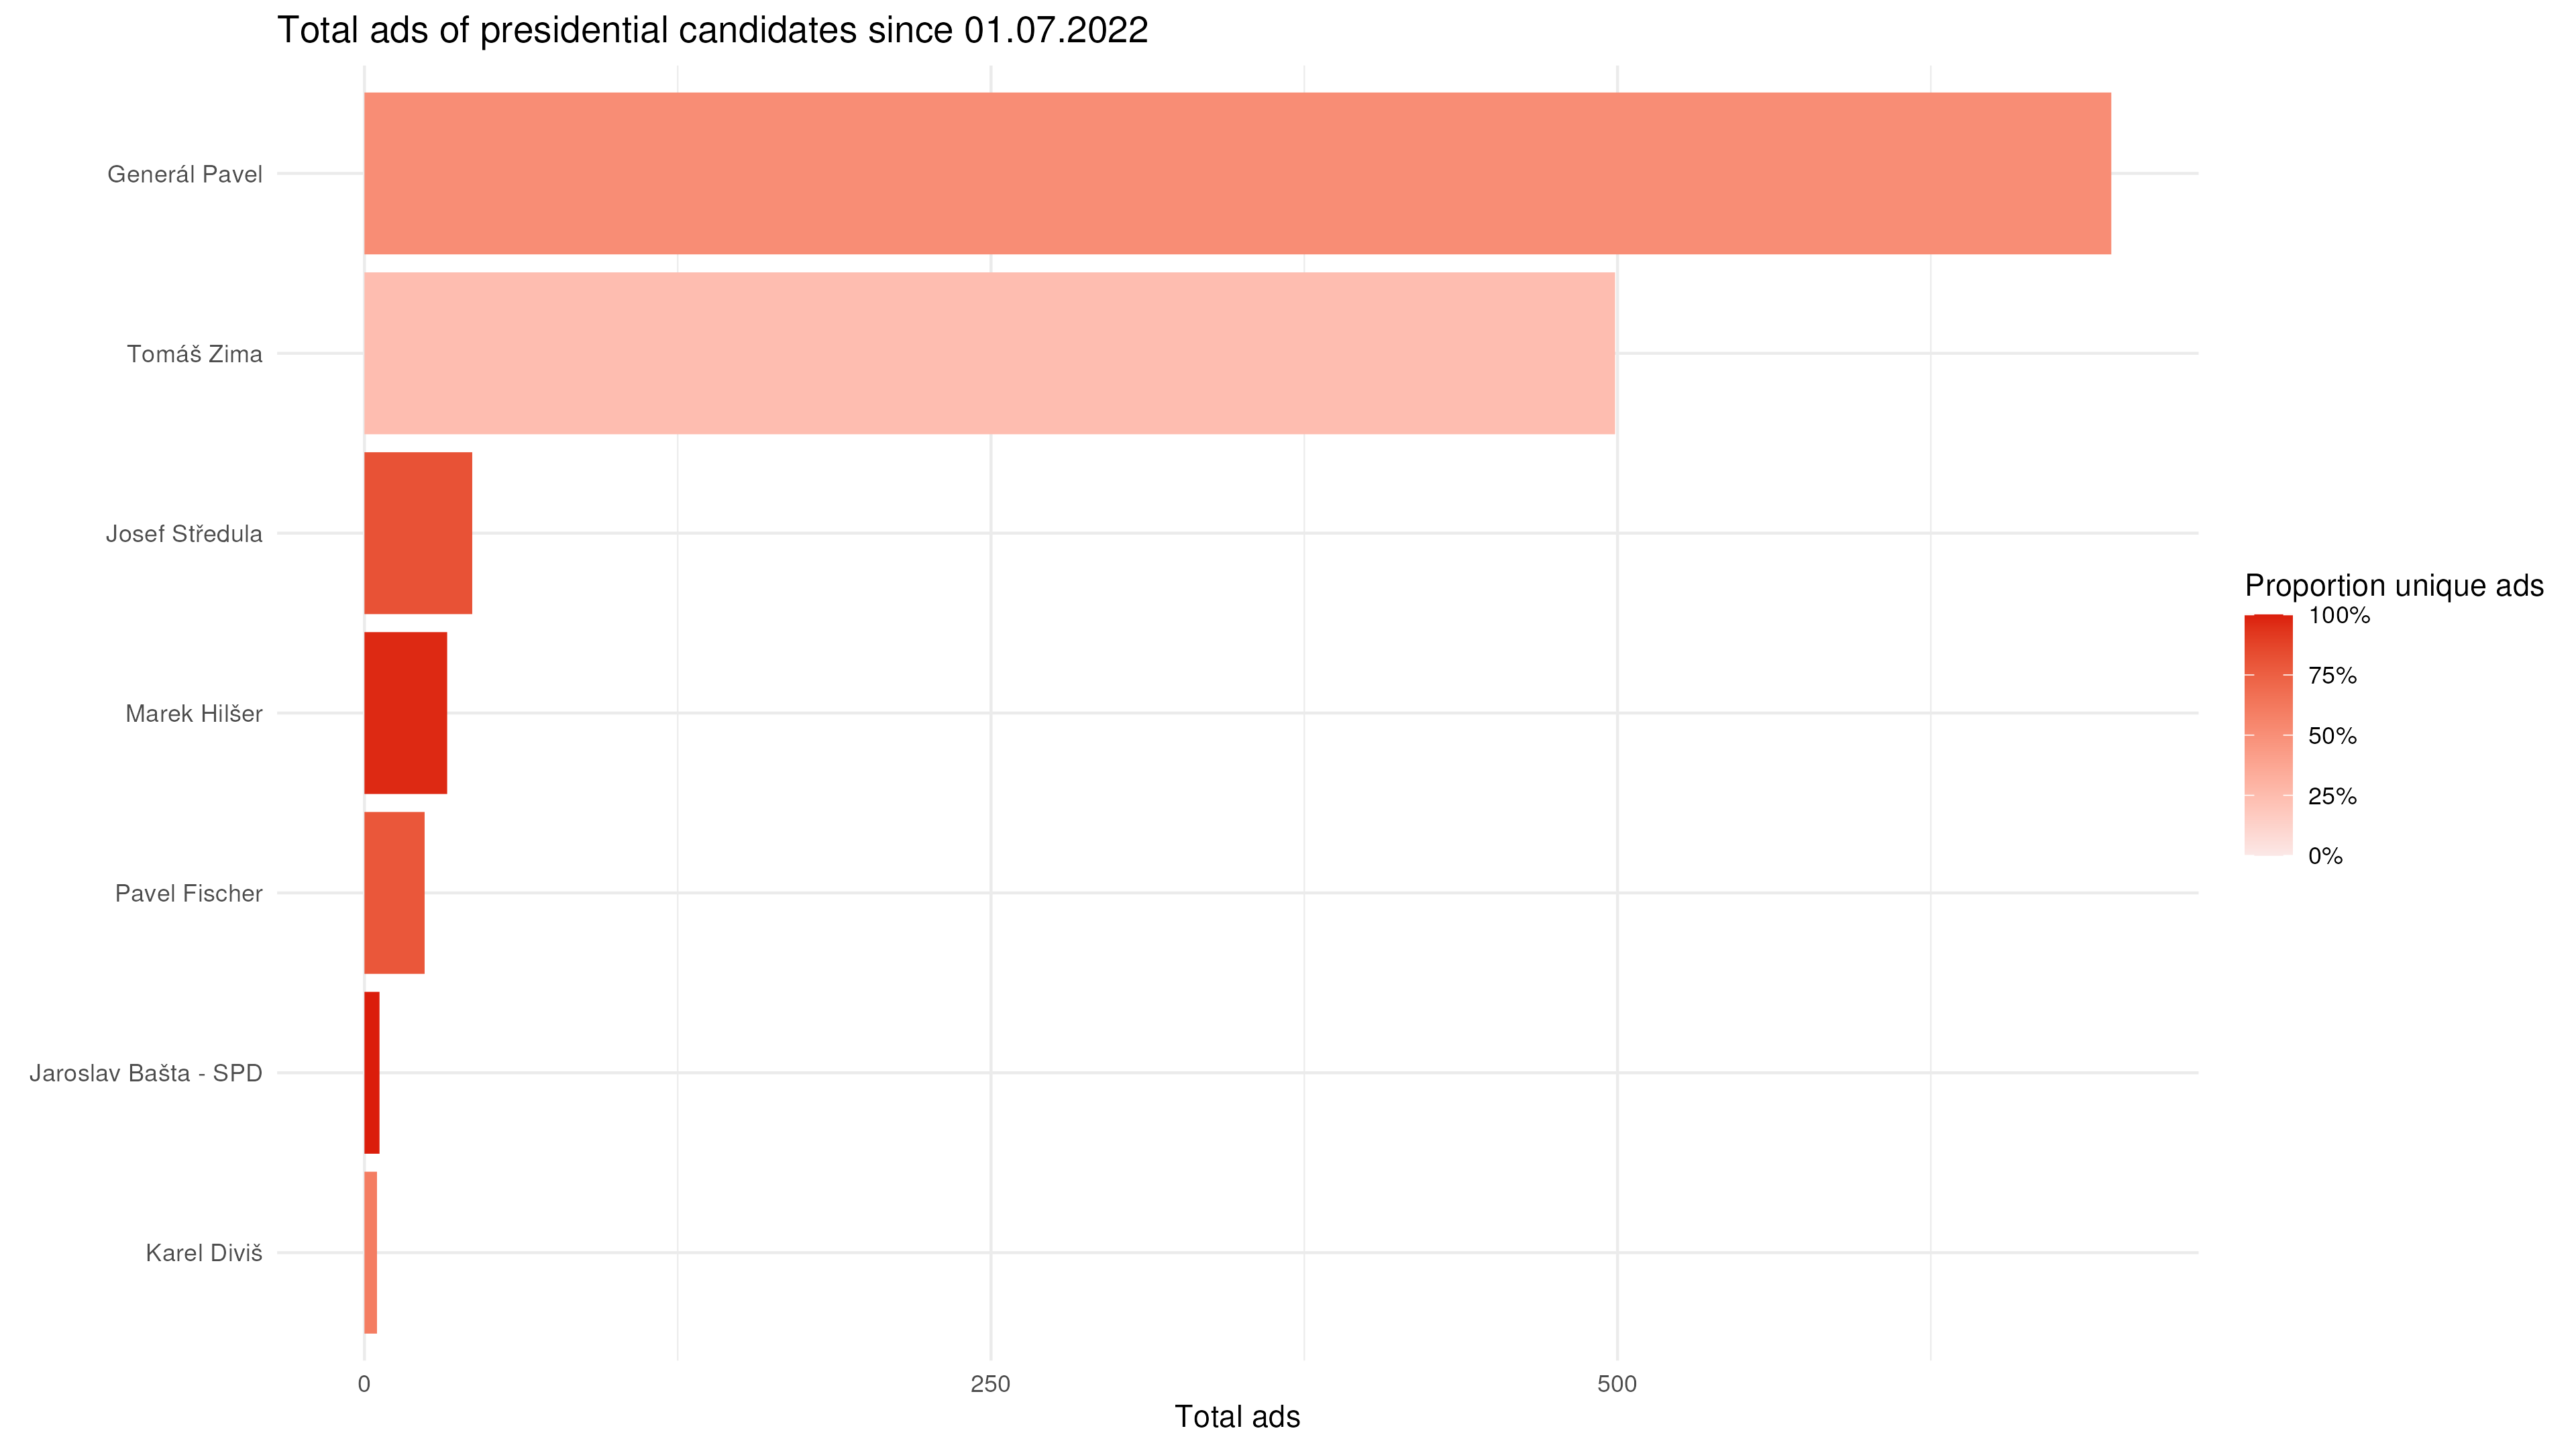 Total ads of presidential candidates since 01.07.2022
Generál Pavel
Tomáš Zima
Josef Středula
Marek Hilšer
Pavel Fischer
Jaroslav Bašta - SPD
Karel Diviš
0
250
500
Total ads
Proportion unique ads
100%
75%
50%
25%
0%